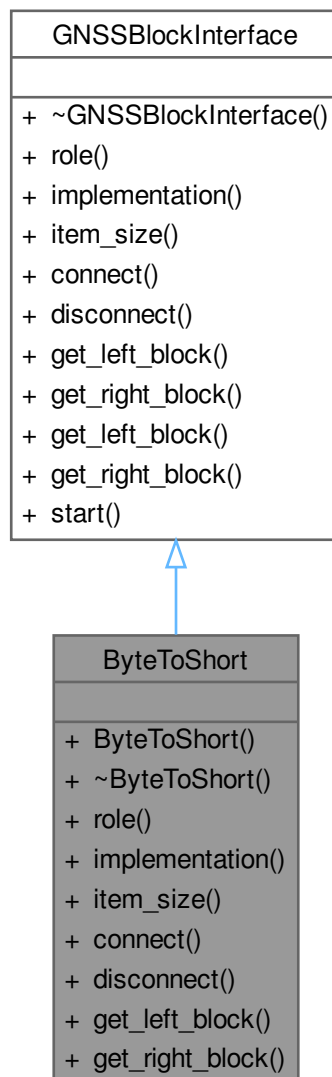 GNSSBlockInterface
+ ~GNSSBlockInterface()
+ role()
+ implementation()
+ item_size()
+ connect()
+ disconnect()
+ get_left_block()
+ get_right_block()
+ get_left_block()
+ get_right_block()
+ start()
ByteToShort
+ ByteToShort()
+ ~ByteToShort()
+ role()
+ implementation()
+ item_size()
+ connect()
+ disconnect()
+ get_left_block()
+ get_right_block()